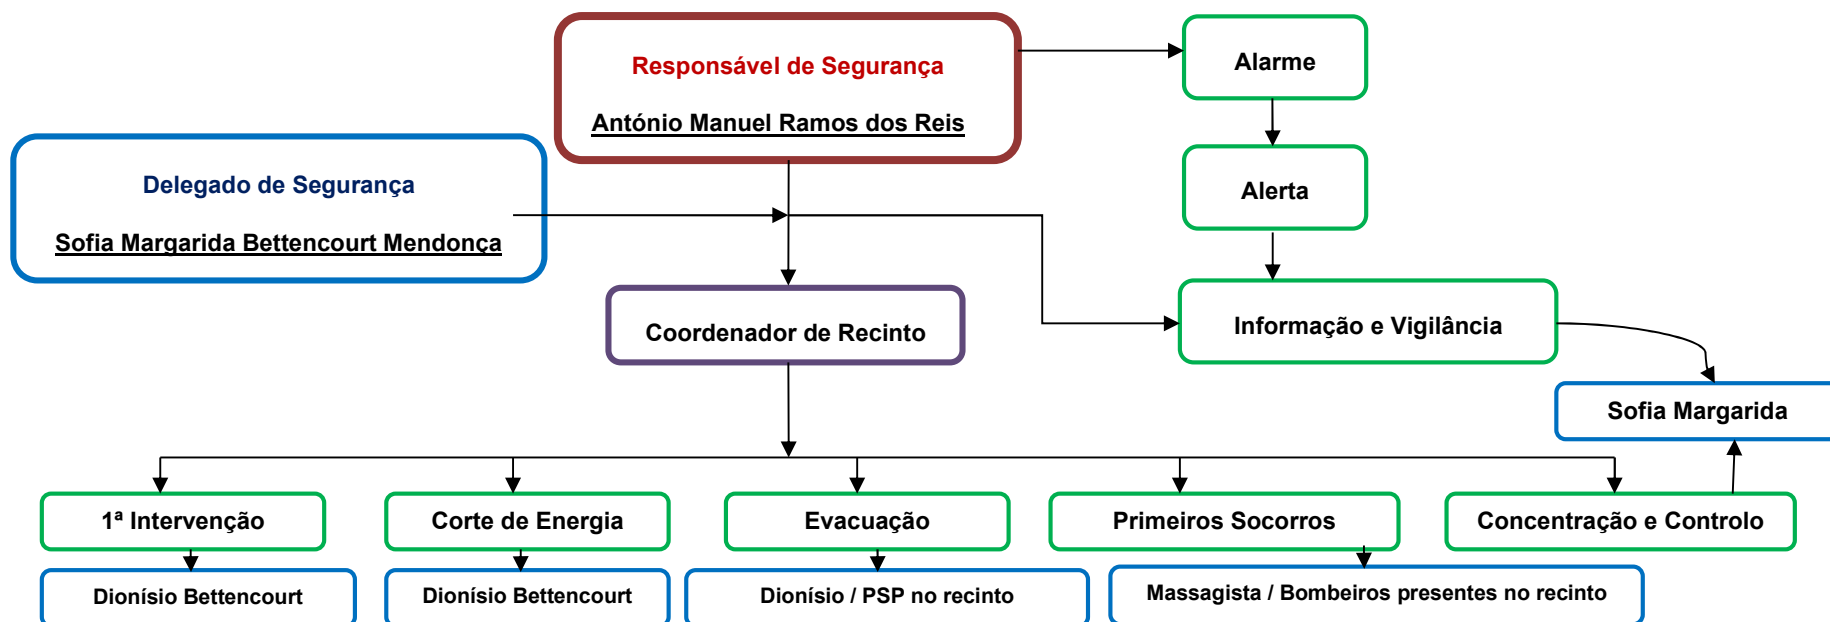 Responsável de Segurança
António Manuel Ramos dos Reis
Alarme
Delegado de Segurança
Sofia Margarida Bettencourt Mendonça
Alerta
Coordenador de Recinto
Informação e Vigilância
Sofia Margarida
1ª Intervenção
Corte de Energia
Evacuação
Primeiros Socorros
Concentração e Controlo
Dionísio Bettencourt
Dionísio Bettencourt
Dionísio / PSP no recinto
Massagista / Bombeiros presentes no recinto